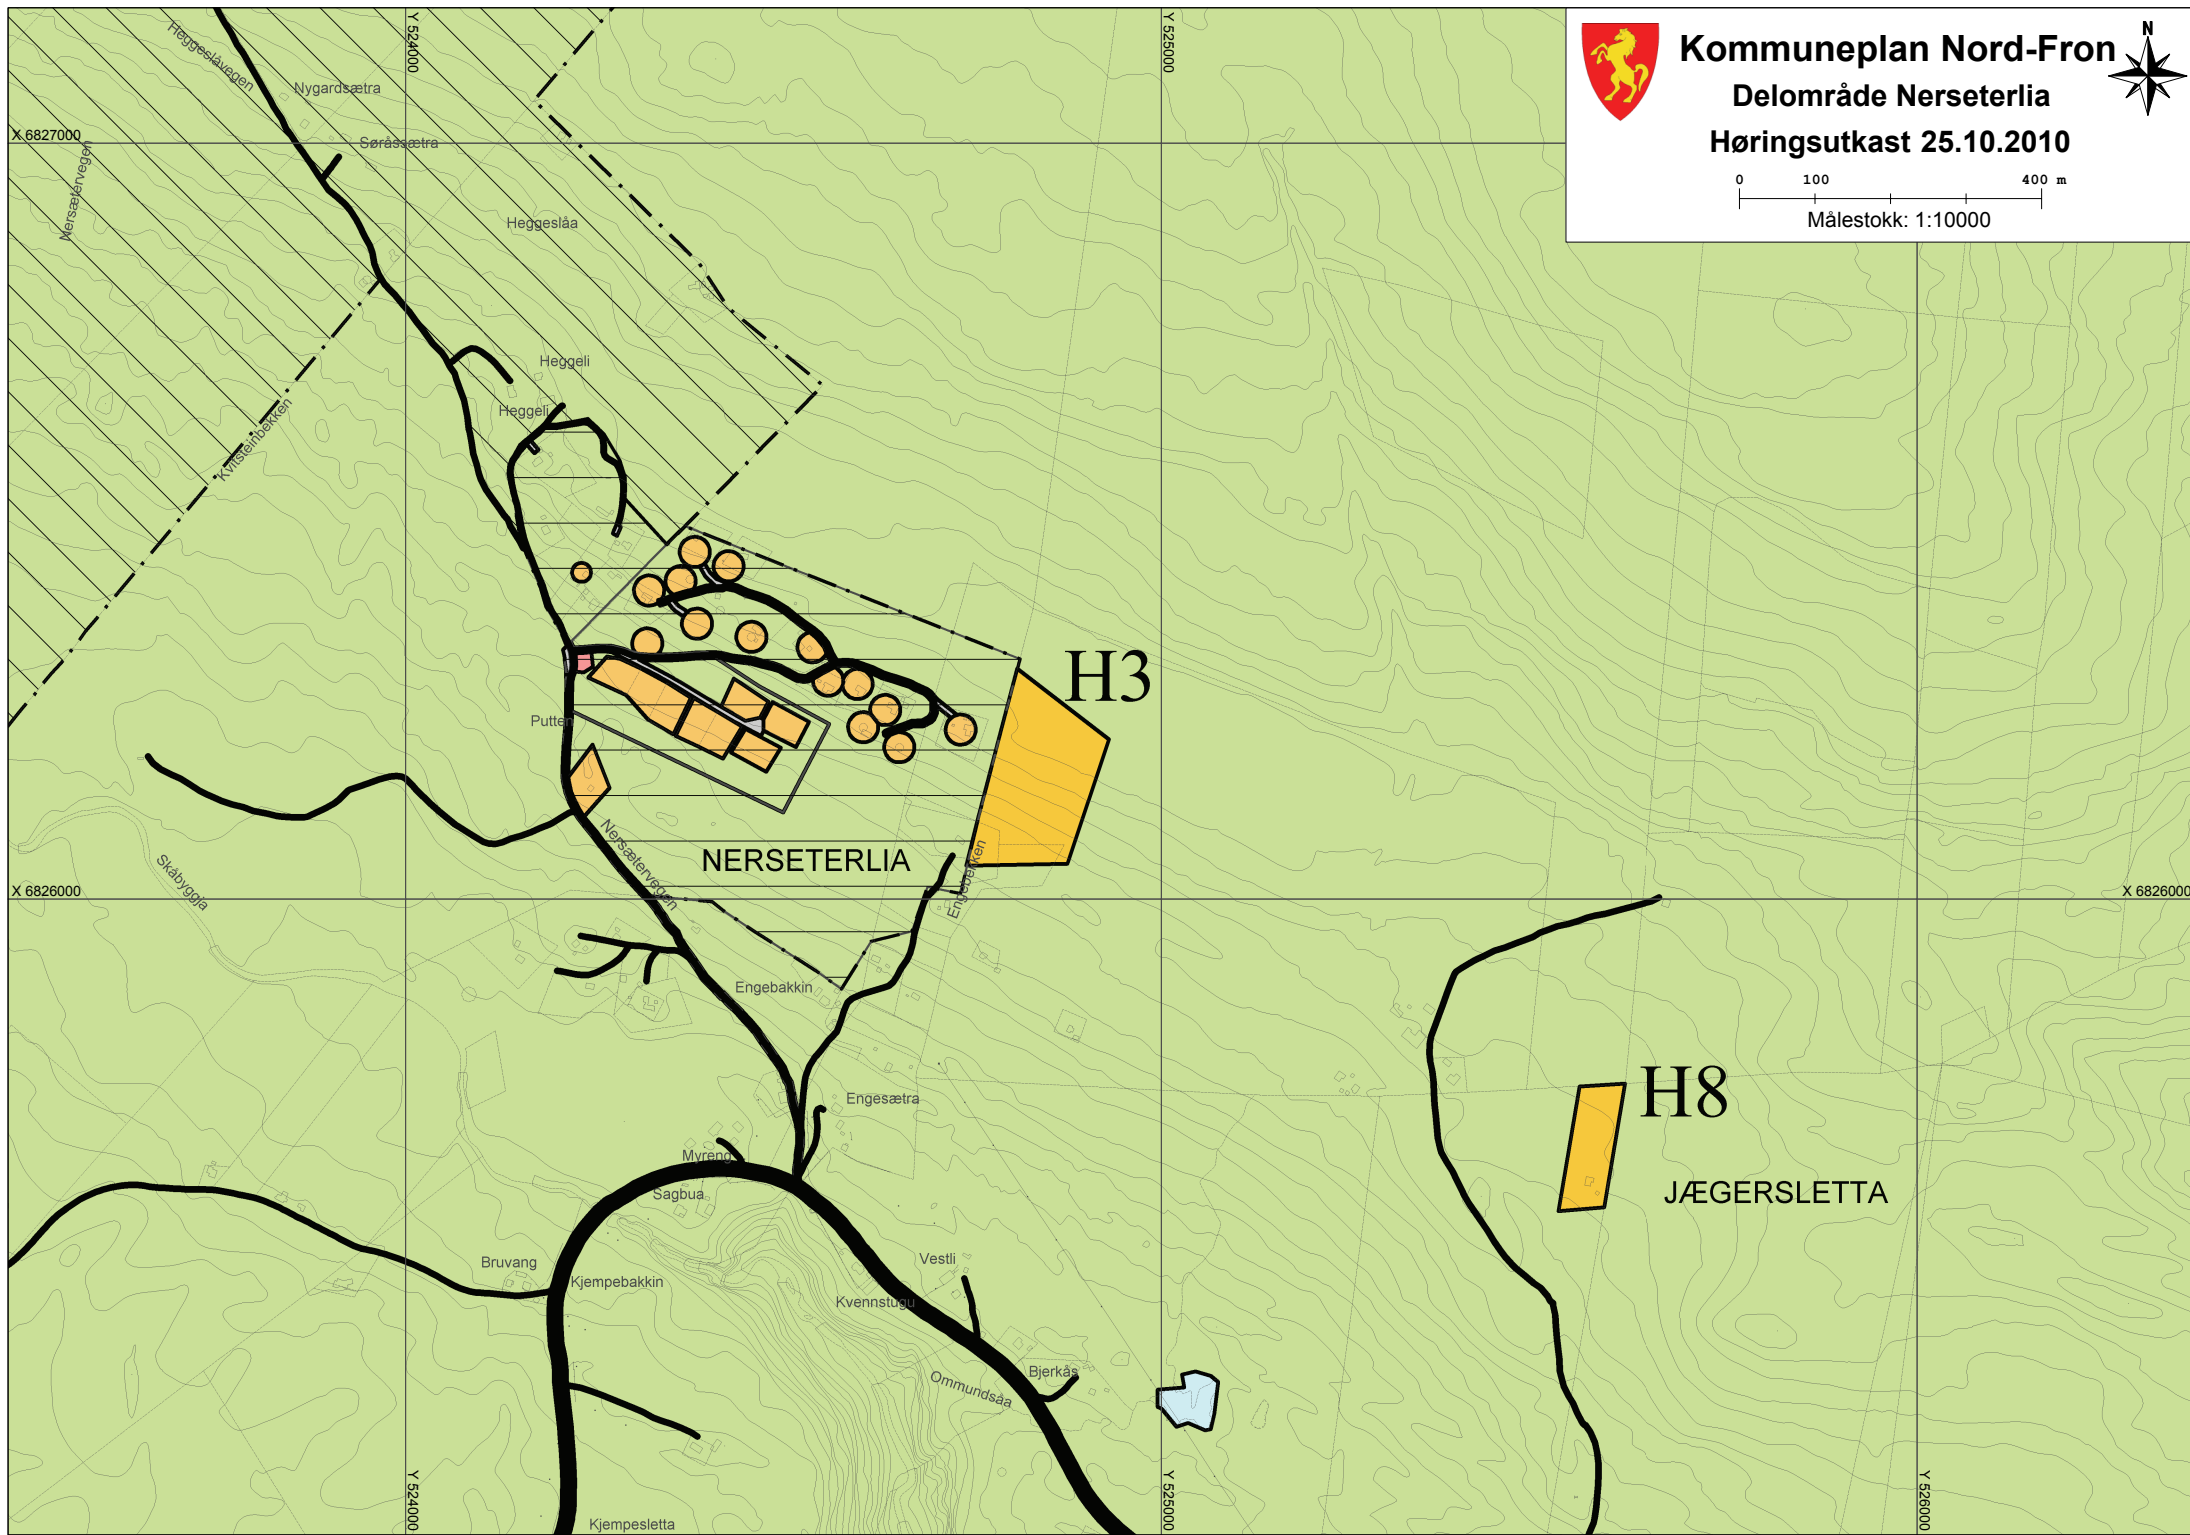 Kommuneplan Nord-Fron
Delområde Nerseterlia
Høringsutkast 25.10.2010
N
0 100 400 m
Målestokk: 1:10000
Y 524000
Y 525000
Heggeslåvegen
Nygardsætra
X 6827000
Søråssætra
Nersætervegen
Heggeslåa
Heggeli
Heggeli
Kvitsteinbekken
H3
Putten
Nersætervegen
NERSETERLIA
Engebekken
Skåbyggja
X 6826000
X 6826000
Engebakkin
H8
Engesætra
Myreng
Sagbua
JÆGERSLETTA
Bruvang
Kjempebakkin
Vestli
Kvennstugu
Ommundsåa
Bjerkås
Y 524000
Y 525000
Y 526000
Kjempesletta